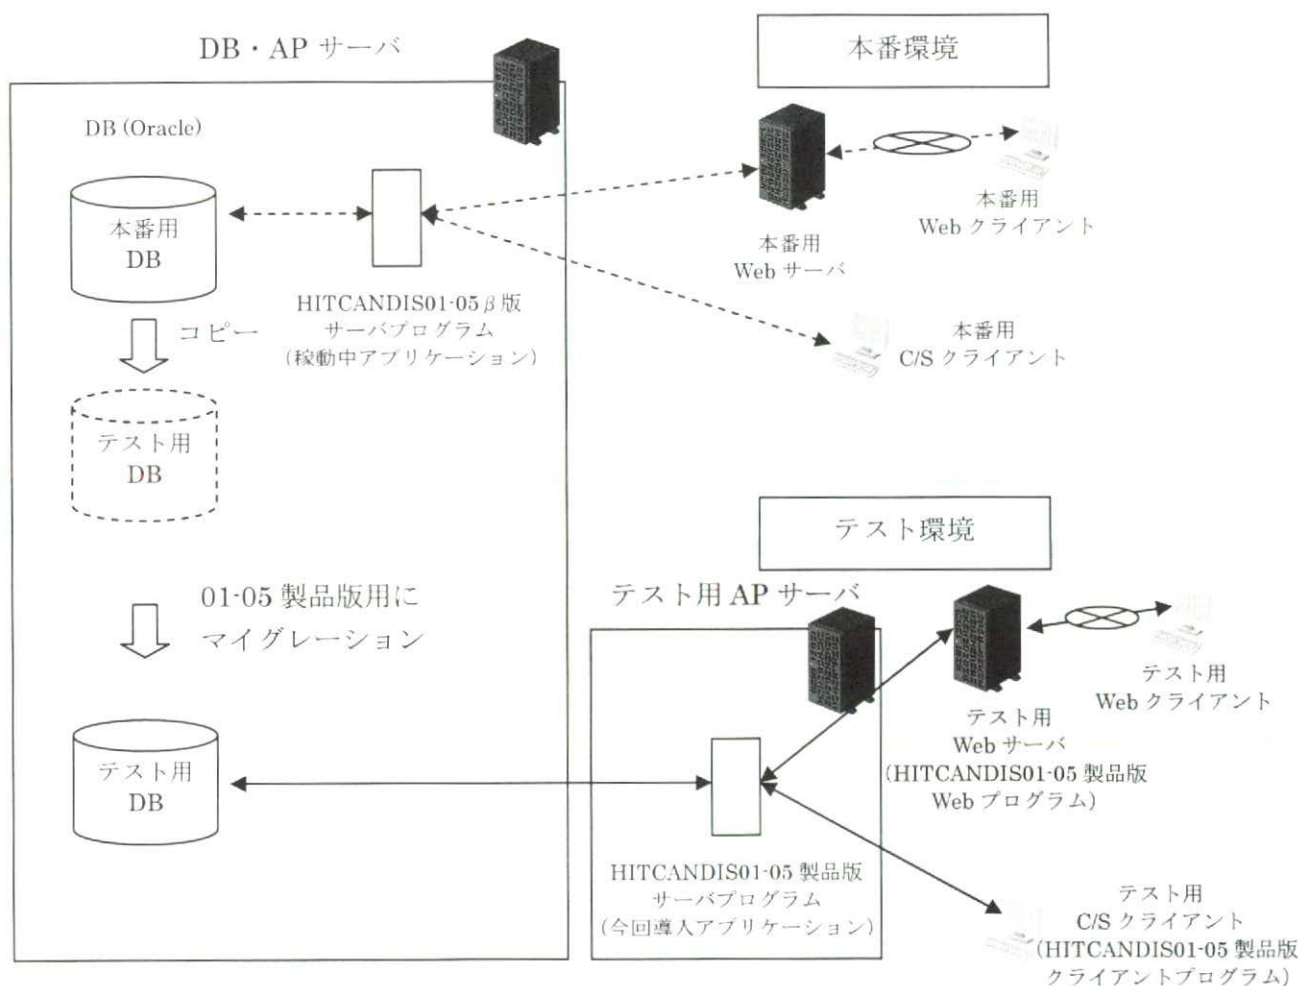 DB・AP サーバ
本番環境
DB (Oracle)
本番用
DB
HITCANDIS01-05β版
サーバプログラム
(稼動中アプリケーション)
本番用
Web サーバ
本番用
Web クライアント
本番用
C/S クライアント
コピー
テスト用
DB
01-05 製品版用に
マイグレーション
テスト環境
テスト用 AP サーバ
テスト用
DB
HITCANDIS01-05 製品版
サーバプログラム
(今回導入アプリケーション)
テスト用
Web サーバ
(HITCANDIS01-05 製品版
Web プログラム)
テスト用
Web クライアント
テスト用
C/S クライアント
(HITCANDIS01-05 製品版
クライアントプログラム)